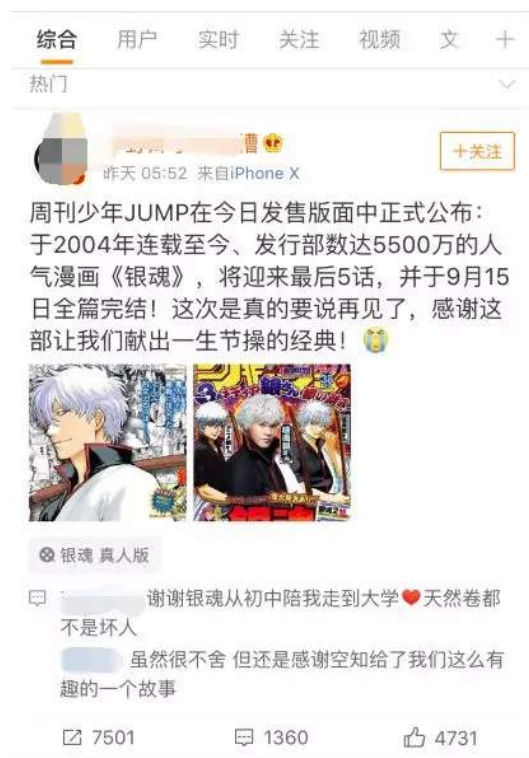 综合 用户 实时 关注 视频 文
热门
昨天 05:52 来自iPhone X
+关注
周刊少年JUMP在今日发售版面中正式公布：
于2004年连载至今、发行部数达5500万的人
气漫画《银魂》，将迎来最后5话，并于9月15
日全篇完结！这次是真的要说再见了，感谢这
部让我们献出一生节操的经典！
银魂 真人版
谢谢银魂从初中陪我走到大学❤天然卷都
不是坏人
虽然很不舍 但还是感谢空知给了我们这么有
趣的一个故事
7501 1360 4731